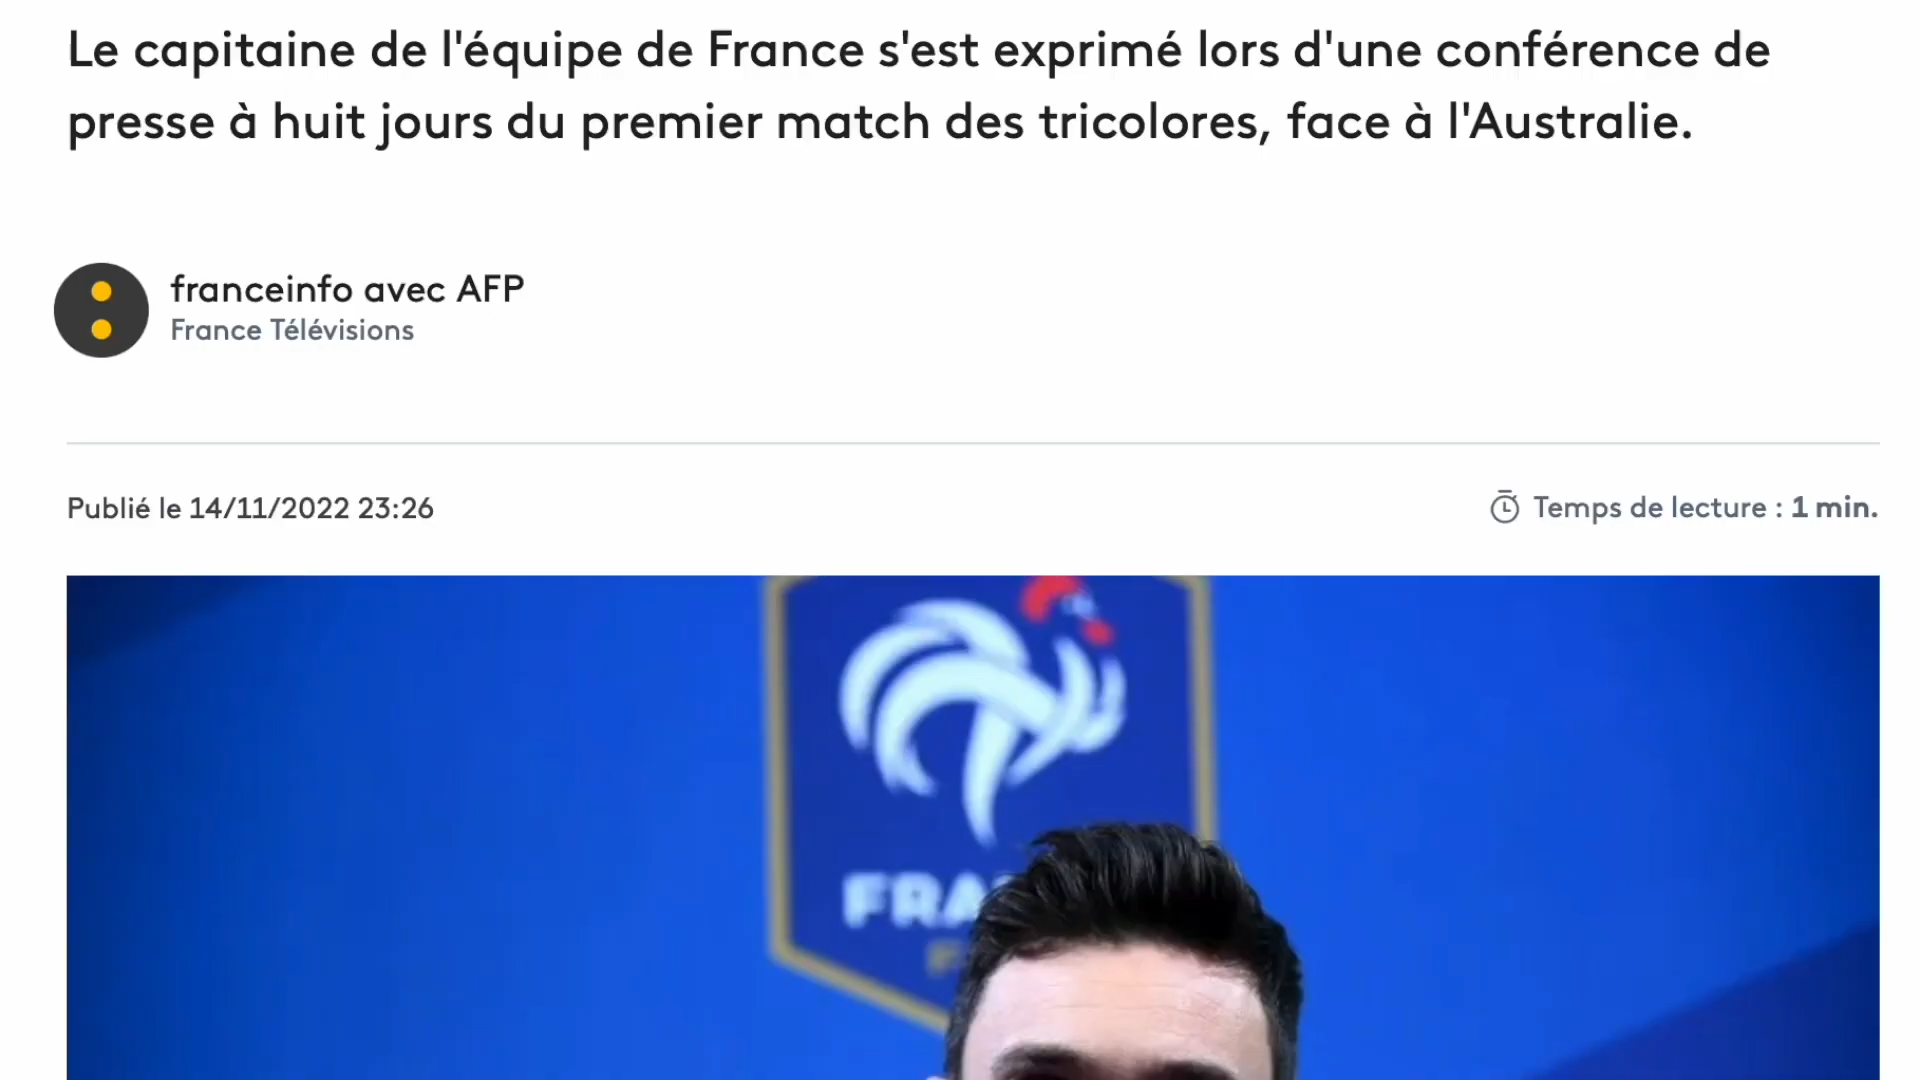 Le capitaine de l'équipe de France s'est exprimé lors d'une conférence de
presse à huit jours du premier match des tricolores, face à l'Australie.
franceinfo avec AFP
France Télévisions
Publié le 14/11/2022 23:26
Temps de lecture : 1 min.
FRA
F